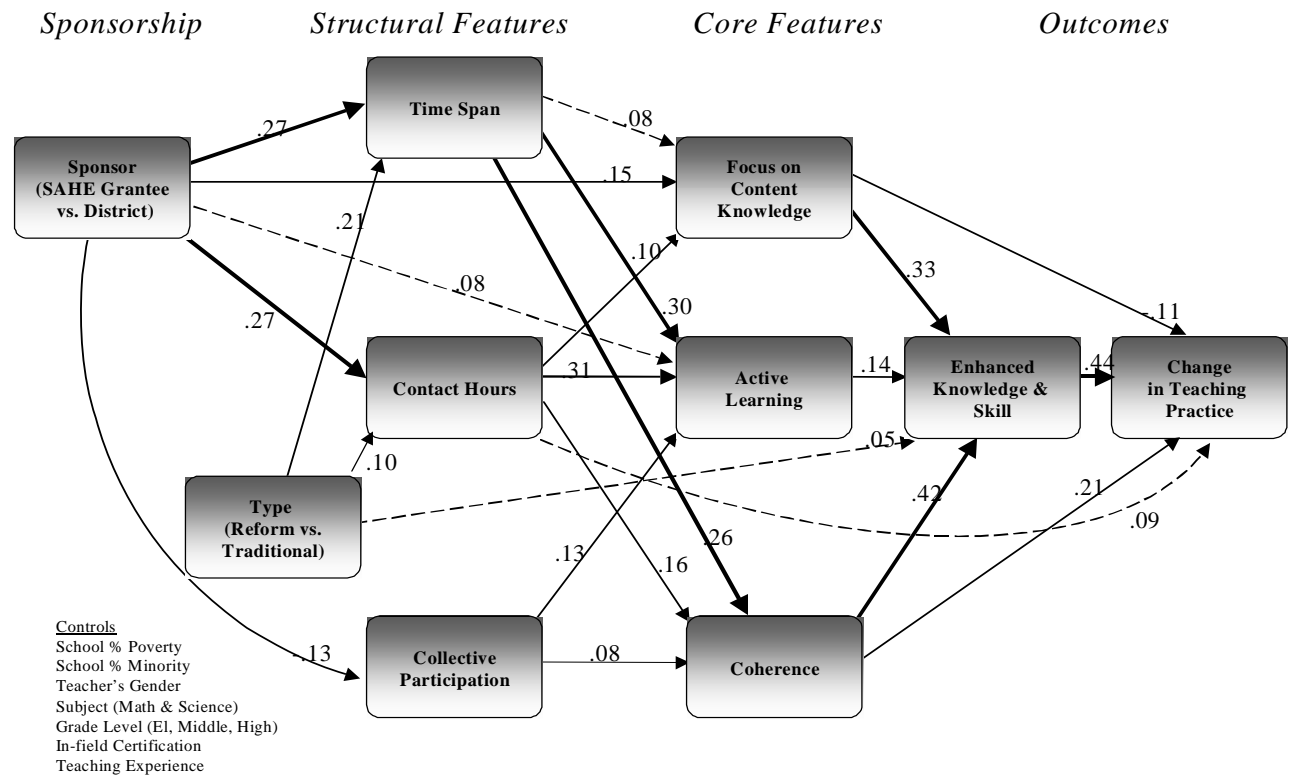 Sponsorship
Structural Features
Core Features
Outcomes
Time Span
.27
.08
Sponsor
(SAHE Grantee
vs. District)
.15
Focus on
Content
Knowledge
.21
.10
.08
.33
.27
.30
-.11
Contact Hours
.31
Active
Learning
.14
Enhanced
Knowledge &
Skill
.44
Change
in Teaching
Practice
.10
.05
Type
(Reform vs.
Traditional)
.42
.21
.09
.26
.13
.16
-.13
Collective
Participation
.08
Coherence
Controls
School % Poverty
School % Minority
Teacher's Gender
Subject (Math & Science)
Grade Level (El, Middle, High)
In-field Certification
Teaching Experience